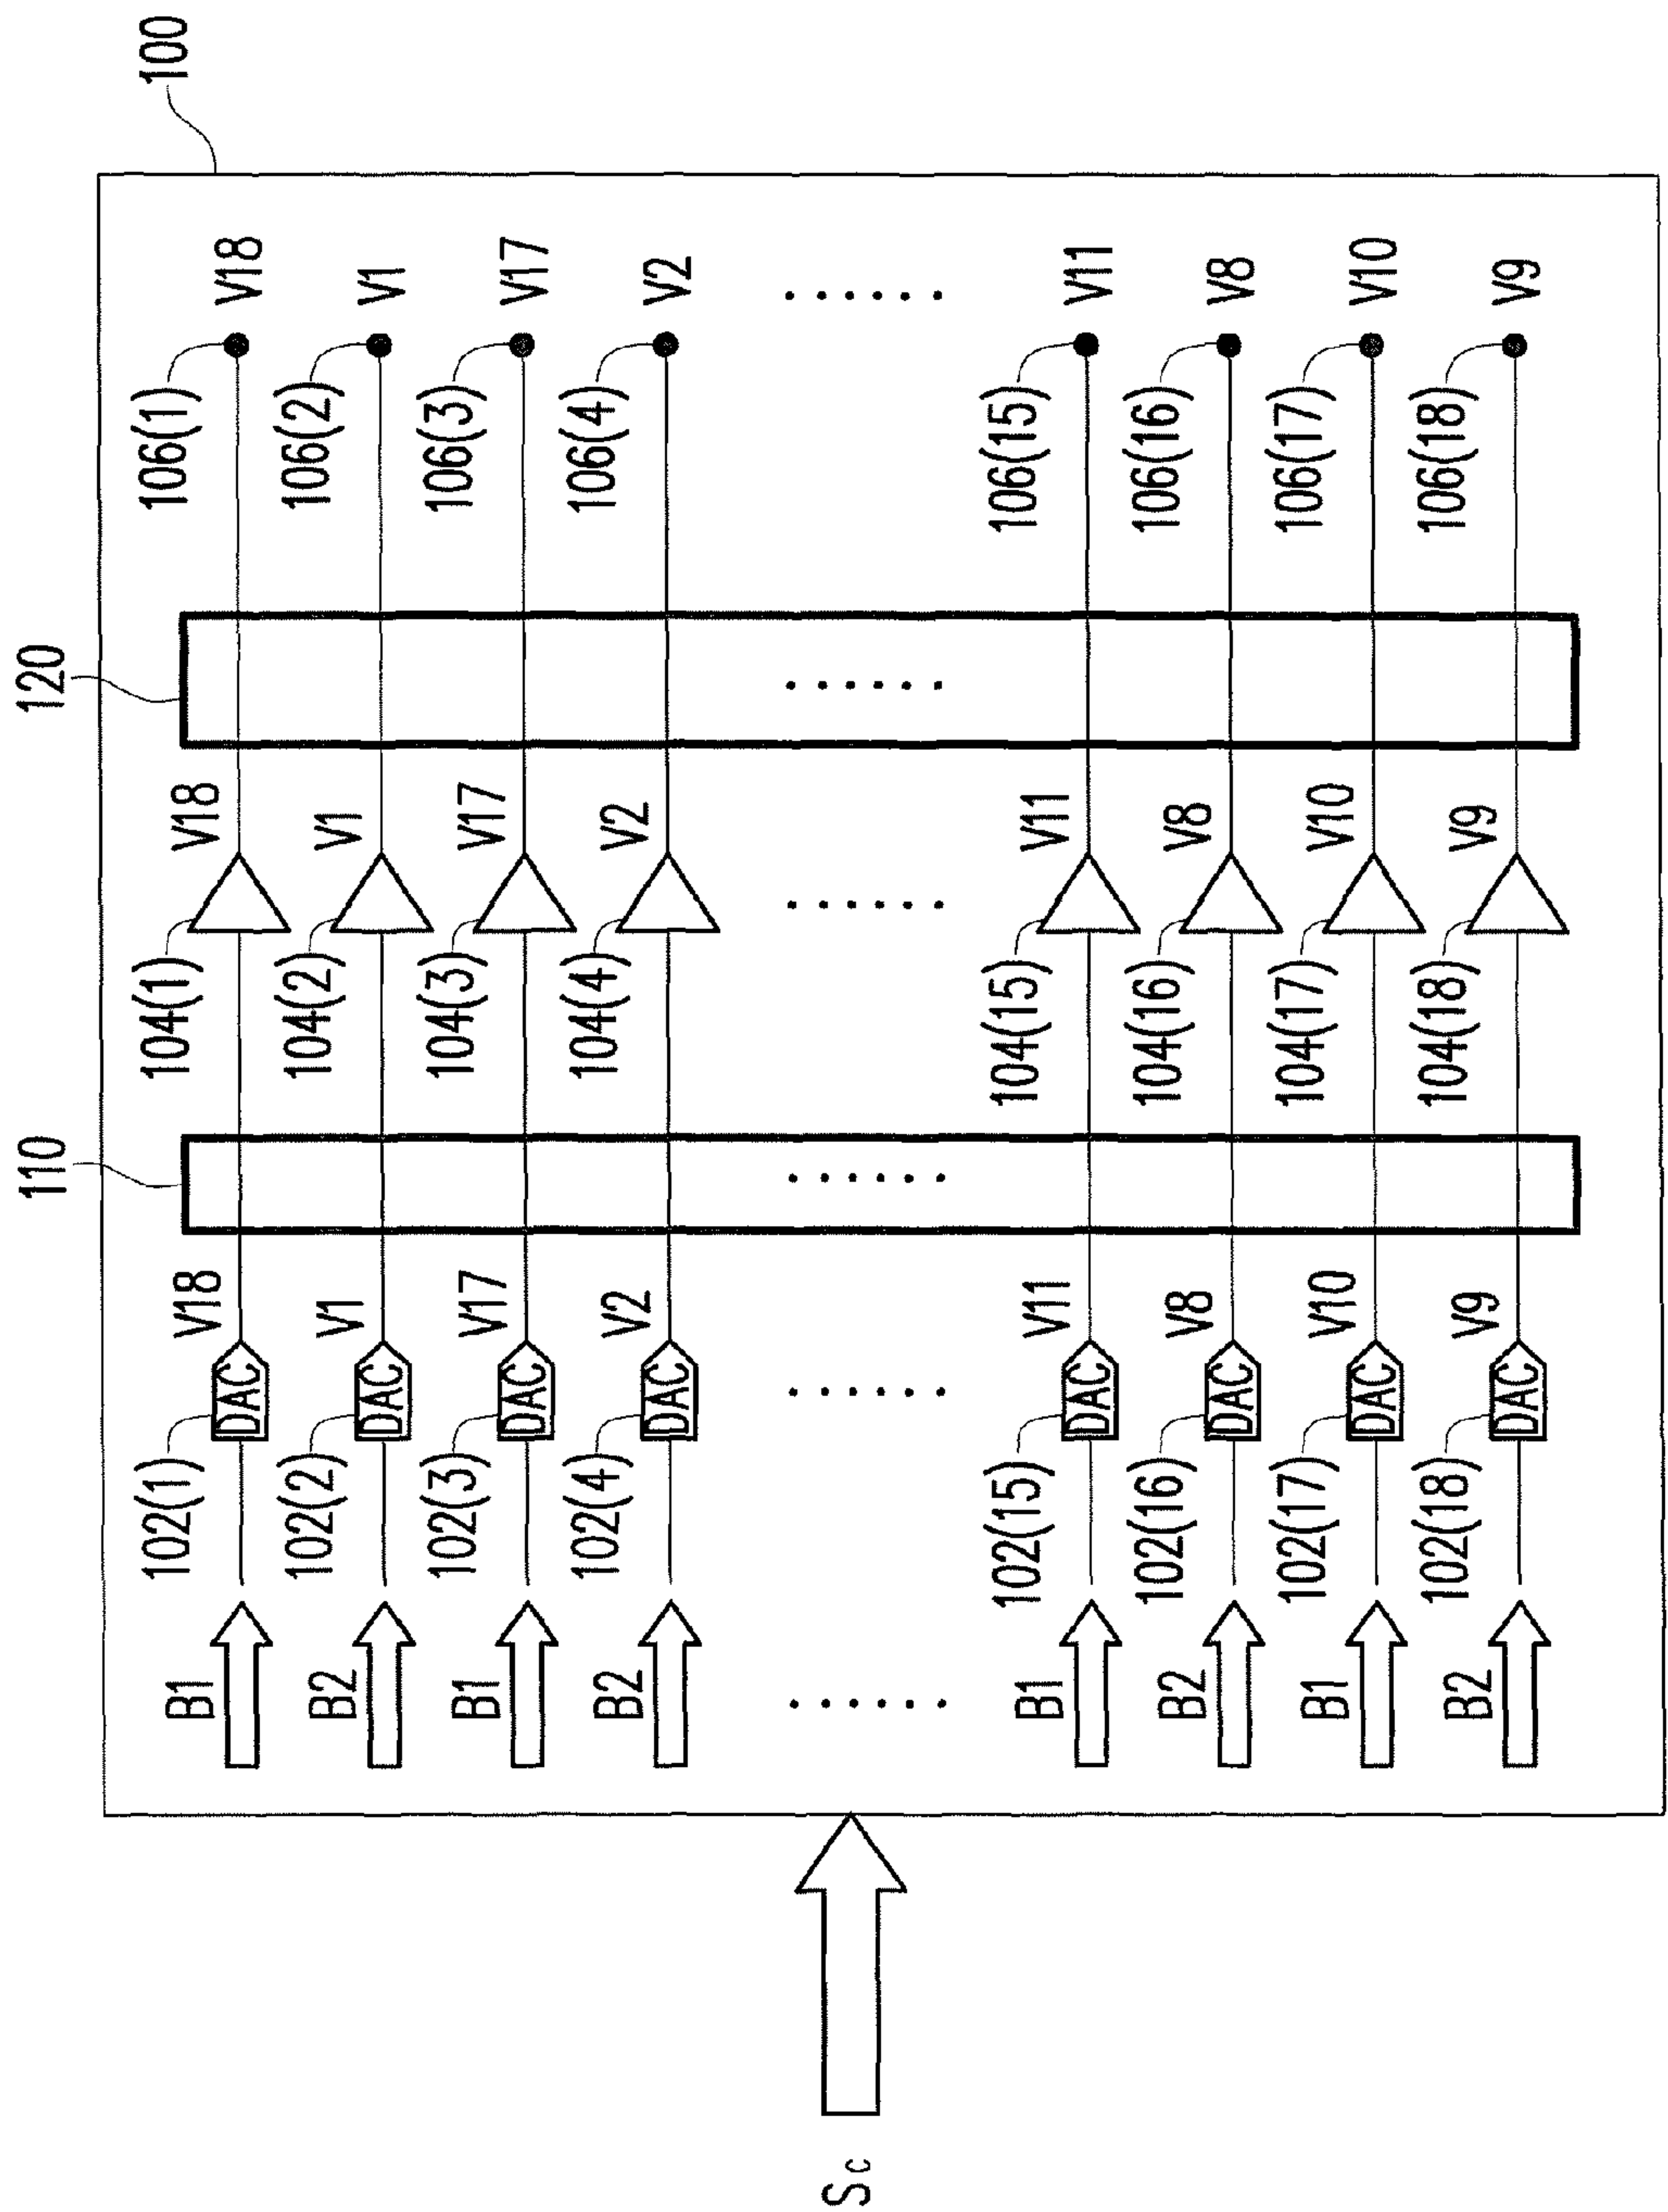 100
120
110
106(1)
V18
106(2)
V1
106(3)
V17
106(4)
V2
106(15)
V11
106(16)
V8
106(17)
V10
106(18)
V9
104(1)
V18
104(2)
V1
104(3)
V17
104(4)
V2
104(15)
V11
104(16)
V8
104(17)
V10
104(18)
V9
102(1)
DAC
V18
102(2)
DAC
V1
102(3)
DAC
V17
102(4)
DAC
V2
102(15)
DAC
V11
102(16)
DAC
V8
102(17)
DAC
V10
102(18)
DAC
V9
B1
B2
B1
B2
B1
B2
B1
B2
Sc